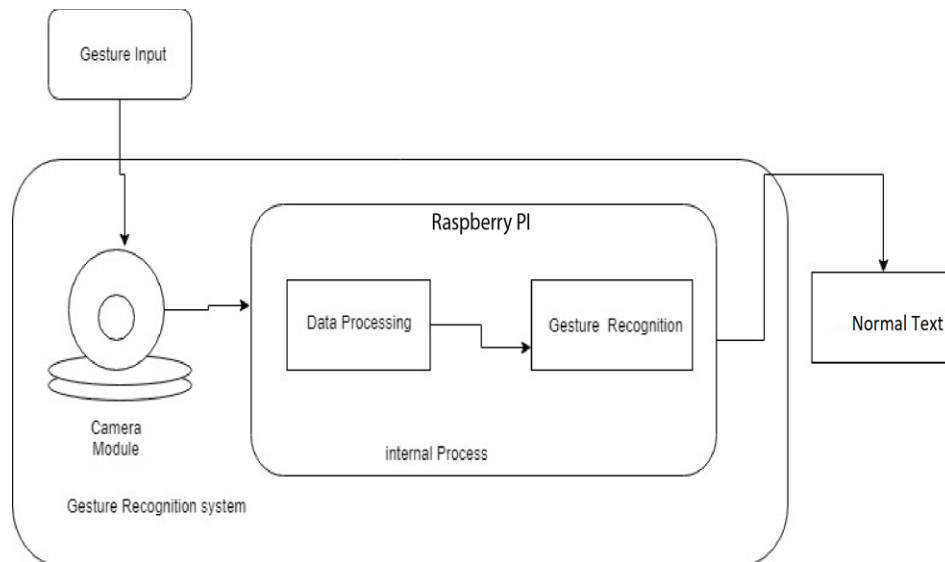 Gesture Input
Raspberry PI
Data Processing
Gesture Recognition
Normal Text
Camera
Module
internal Process
Gesture Recognition system